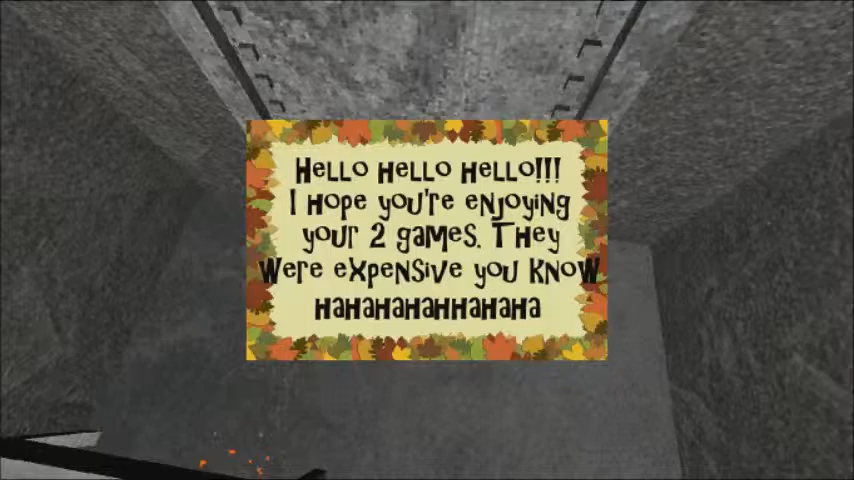 Hello hello hello!!!
I hope you're enjoying
your 2 games. They
were expensive you know
hahahahahhahaha